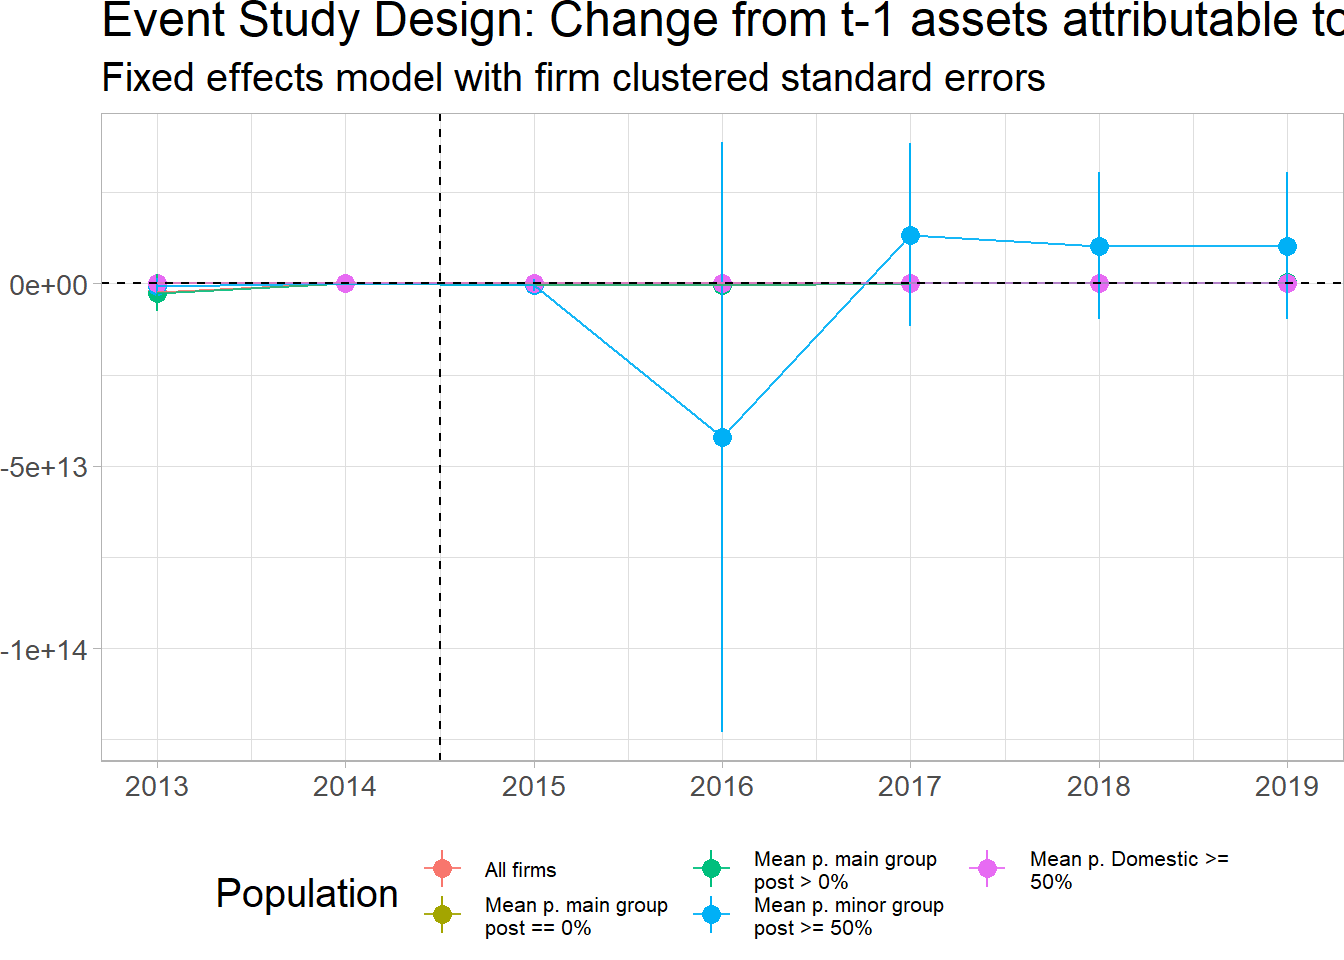 Event Study Design: Change from t-1 assets attributable to
Fixed effects model with firm clustered standard errors
0e+00
-5e+13
-1e+14
2013
2014
2015
2016
2017
2018
2019
Population
All firms
Mean p. main group
post == 0%
Mean p. main group
post > 0%
Mean p. minor group
post >= 50%
Mean p. Domestic >=
50%